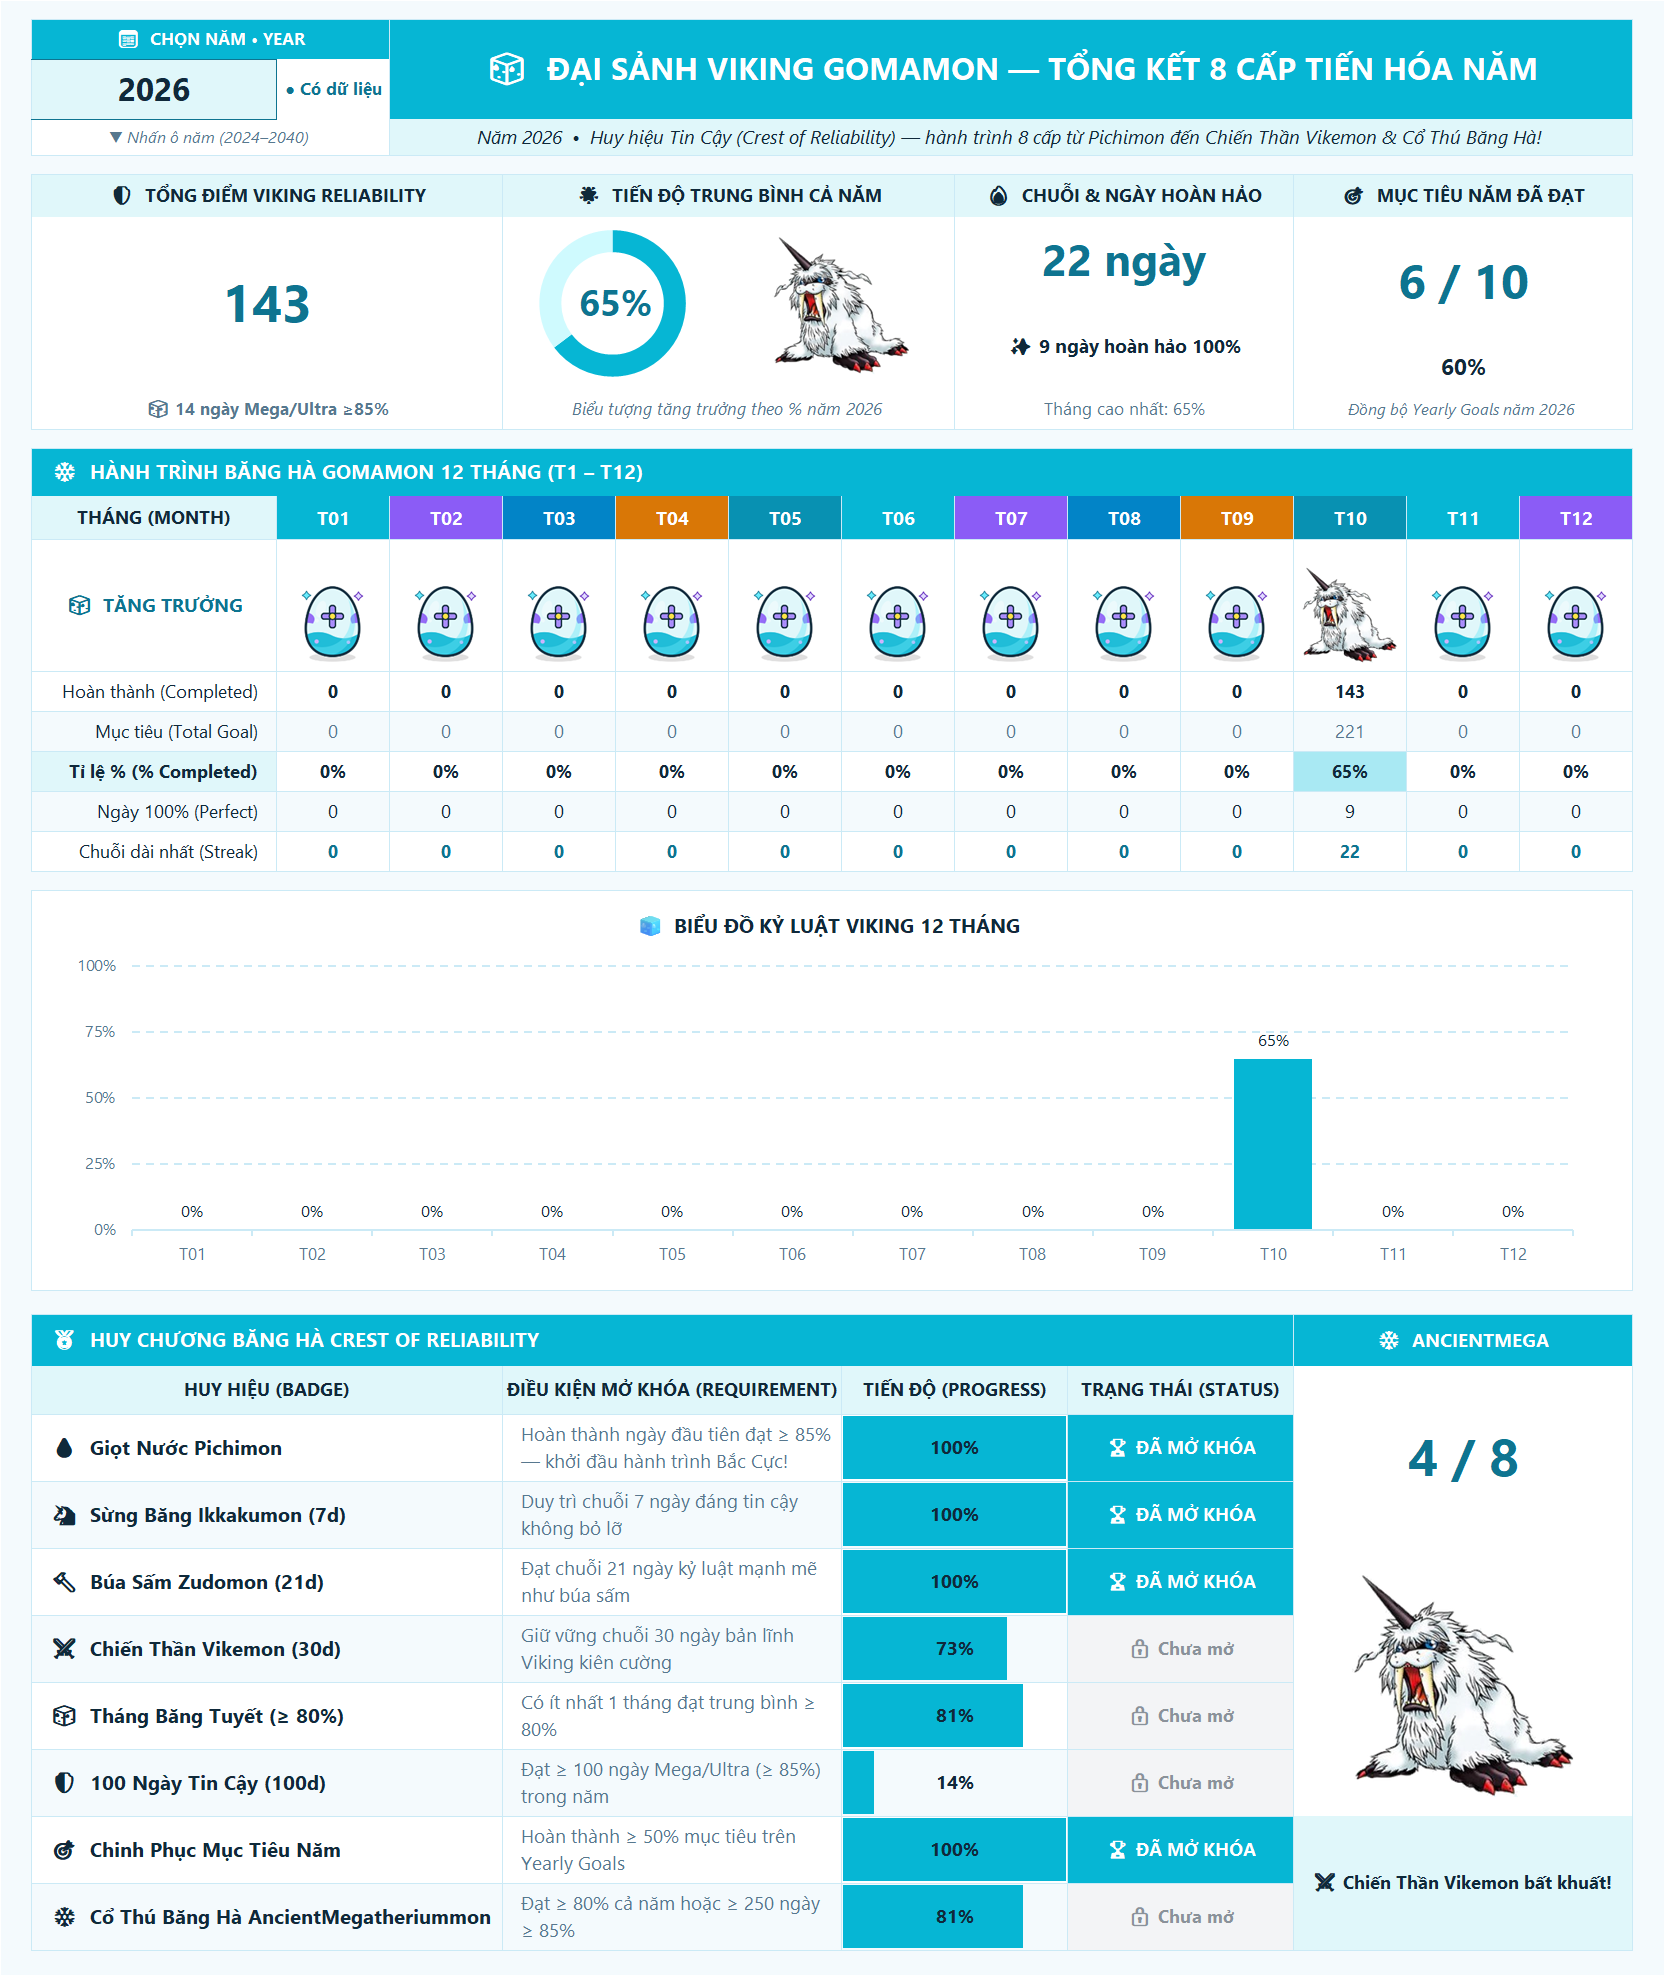 CHỌN NĂM • YEAR
2026
● Có dữ liệu
▼ Nhấn ô năm (2024–2040)
ĐẠI SẢNH VIKING GOMAMON — TỔNG KẾT 8 CẤP TIẾN HÓA NĂM
Năm 2026 • Huy hiệu Tin Cậy (Crest of Reliability) — hành trình 8 cấp từ Pichimon đến Chiến Thần Vikemon & Cổ Thú Băng Hà!
TỔNG ĐIỂM VIKING RELIABILITY
143
14 ngày Mega/Ultra ≥85%
TIẾN ĐỘ TRUNG BÌNH CẢ NĂM
65%
Biểu tượng tăng trưởng theo % năm 2026
CHUỖI & NGÀY HOÀN HẢO
22 ngày
9 ngày hoàn hảo 100%
Tháng cao nhất: 65%
MỤC TIÊU NĂM ĐÃ ĐẠT
6 / 10
60%
Đồng bộ Yearly Goals năm 2026
HÀNH TRÌNH BĂNG HÀ GOMAMON 12 THÁNG (T1 – T12)
THÁNG (MONTH) T01 T02 T03 T04 T05 T06 T07 T08 T09 T10 T11 T12
TĂNG TRƯỞNG
Hoàn thành (Completed) 0 0 0 0 0 0 0 0 0 143 0 0
Mục tiêu (Total Goal) 0 0 0 0 0 0 0 0 0 221 0 0
Tỉ lệ % (% Completed) 0% 0% 0% 0% 0% 0% 0% 0% 0% 65% 0% 0%
Ngày 100% (Perfect) 0 0 0 0 0 0 0 0 0 9 0 0
Chuỗi dài nhất (Streak) 0 0 0 0 0 0 0 0 0 22 0 0
BIỂU ĐỒ KỶ LUẬT VIKING 12 THÁNG
100%
75%
65%
50%
25%
0% 0% 0% 0% 0% 0% 0% 0% 0% 0% 0%
0%
T01 T02 T03 T04 T05 T06 T07 T08 T09 T10 T11 T12
HUY CHƯƠNG BĂNG HÀ CREST OF RELIABILITY
HUY HIỆU (BADGE) ĐIỀU KIỆN MỞ KHÓA (REQUIREMENT) TIẾN ĐỘ (PROGRESS) TRẠNG THÁI (STATUS)
Giọt Nước Pichimon
Hoàn thành ngày đầu tiên đạt ≥ 85%
— khởi đầu hành trình Bắc Cực!
100%
ĐÃ MỞ KHÓA
Sừng Băng Ikkakumon (7d)
Duy trì chuỗi 7 ngày đáng tin cậy
không bỏ lỡ
100%
ĐÃ MỞ KHÓA
Búa Sấm Zudomon (21d)
Đạt chuỗi 21 ngày kỷ luật mạnh mẽ
như búa sấm
100%
ĐÃ MỞ KHÓA
Chiến Thần Vikemon (30d)
Giữ vững chuỗi 30 ngày bản lĩnh
Viking kiên cường
73%
Chưa mở
Tháng Băng Tuyết (≥ 80%)
Có ít nhất 1 tháng đạt trung bình ≥
80%
81%
Chưa mở
100 Ngày Tin Cậy (100d)
Đạt ≥ 100 ngày Mega/Ultra (≥ 85%)
trong năm
14%
Chưa mở
Chinh Phục Mục Tiêu Năm
Hoàn thành ≥ 50% mục tiêu trên
Yearly Goals
100%
ĐÃ MỞ KHÓA
Cổ Thú Băng Hà AncientMegatheriummon
Đạt ≥ 80% cả năm hoặc ≥ 250 ngày
≥ 85%
81%
Chưa mở
ANCIENTMEGA
4 / 8
Chiến Thần Vikemon bất khuất!